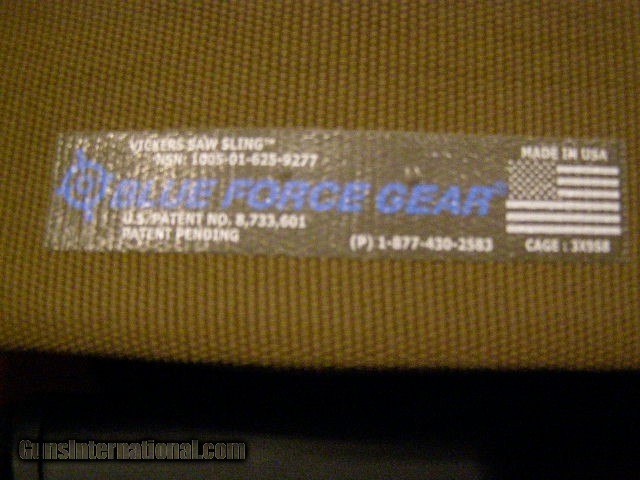 VICKERS SAW SLING™
NSN: 1005-01-625-9277
MADE IN USA
BLUE FORCE GEAR®
U.S. PATENT NO. 8,733,601
PATENT PENDING
(P) 1-877-430-2583
CAGE : 3X9S8
GunsInternational.com